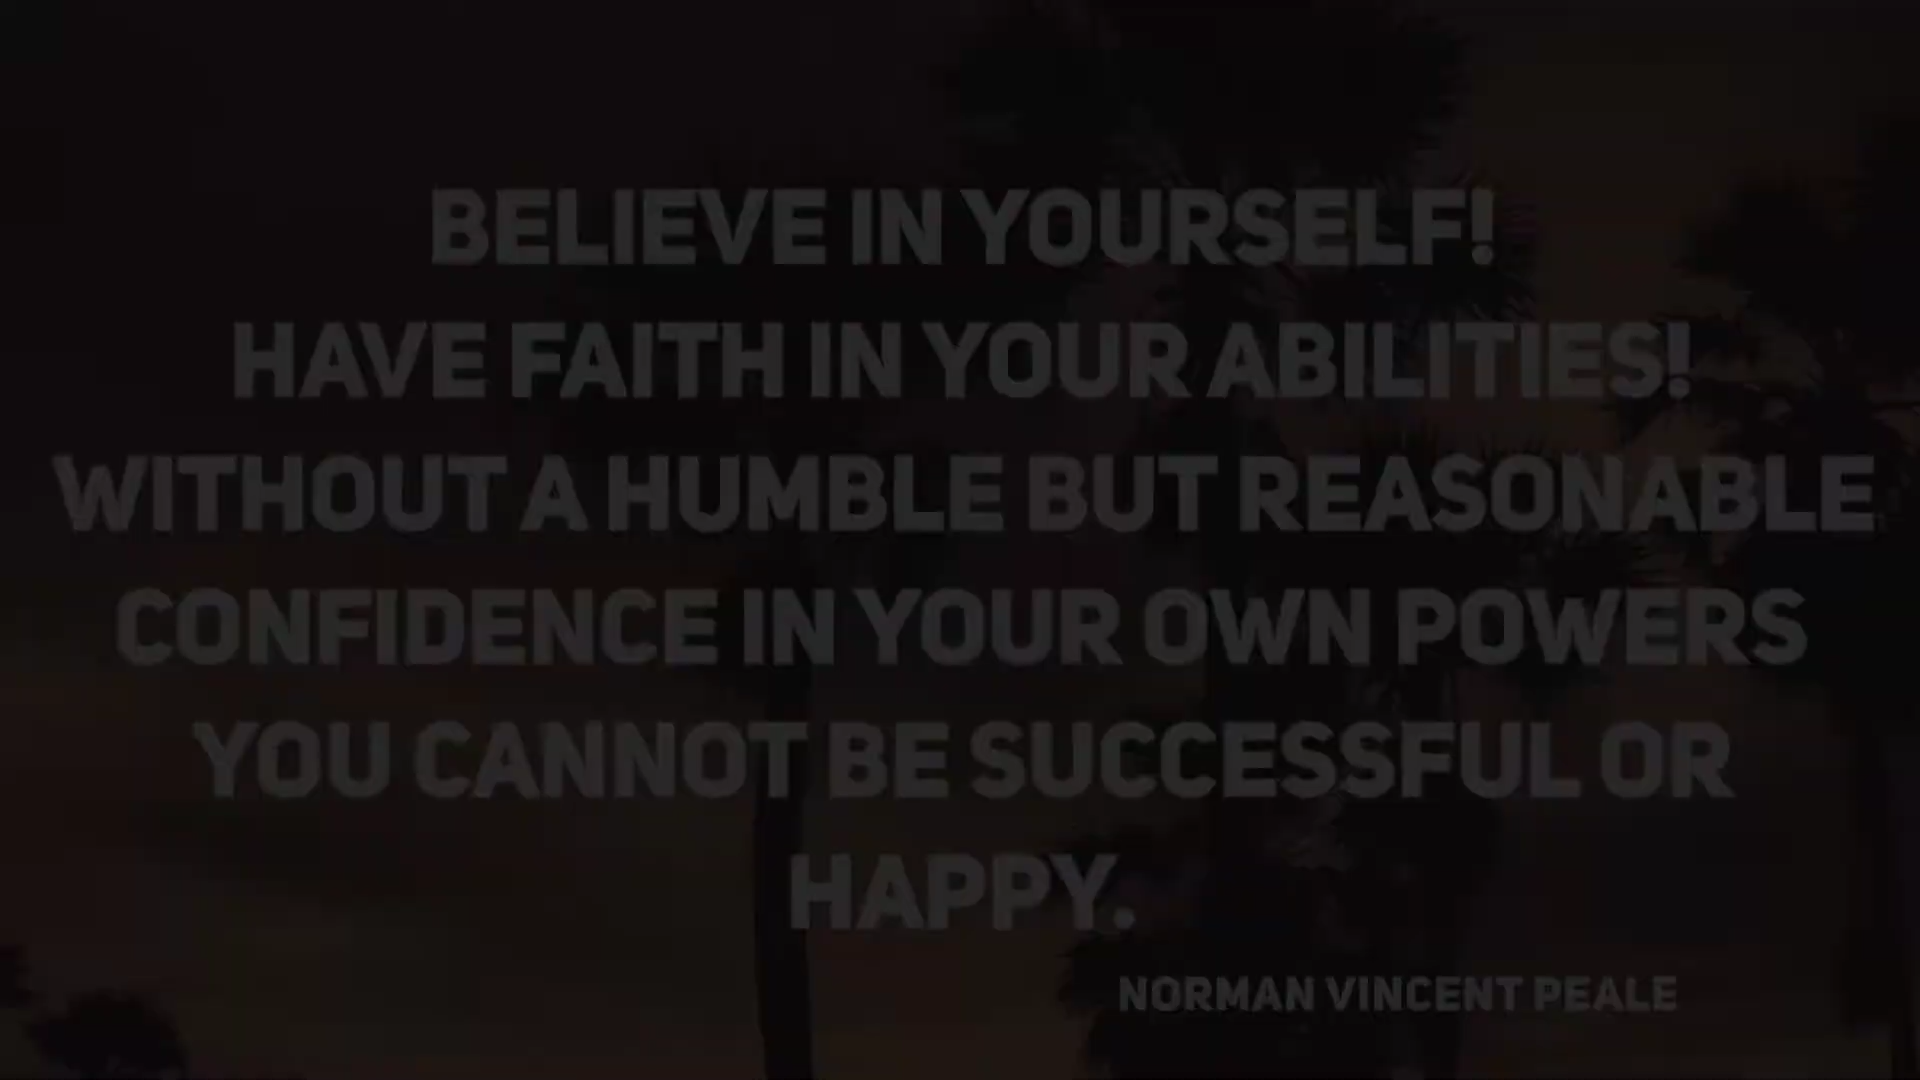 BELIEVE IN YOURSELF!
HAVE FAITH IN YOUR ABILITIES!
WITHOUT A HUMBLE BUT REASONABLE
CONFIDENCE IN YOUR OWN POWERS
YOU CANNOT BE SUCCESSFUL OR
HAPPY.
NORMAN VINCENT PEALE